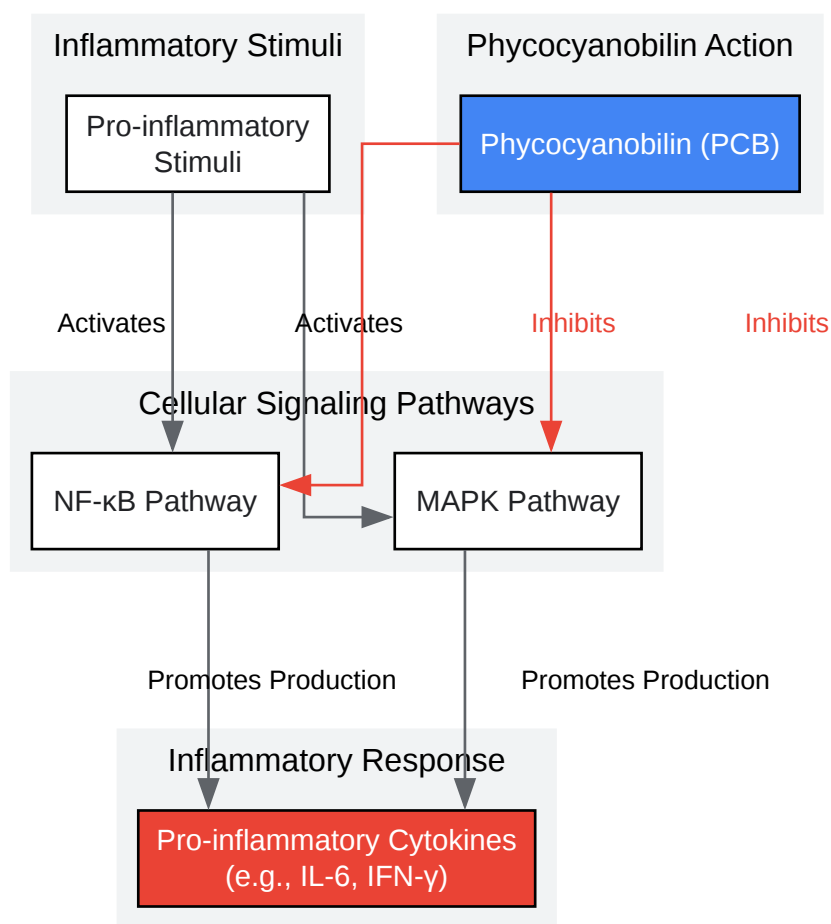 Inflammatory Stimuli
Phycocyanobilin Action
Pro-inflammatory
Stimuli
Phycocyanobilin (PCB)
Activates
Activates
Inhibits
Inhibits
Cellular Signaling Pathways
NF-κB Pathway
MAPK Pathway
Promotes Production
Promotes Production
Inflammatory Response
Pro-inflammatory Cytokines
(e.g., IL-6, IFN-γ)